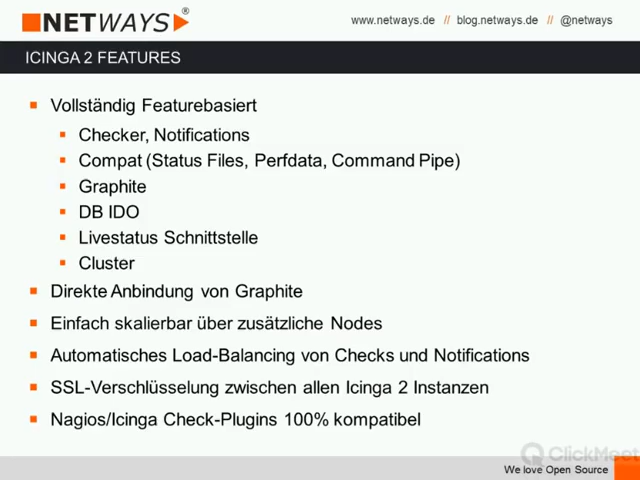 NETWAYS®
www.netways.de // blog.netways.de // @netways
ICINGA 2 FEATURES
Vollständig Featurebasiert
Checker, Notifications
Compat (Status Files, Perfdata, Command Pipe)
Graphite
DB IDO
Livestatus Schnittstelle
Cluster
Direkte Anbindung von Graphite
Einfach skalierbar über zusätzliche Nodes
Automatisches Load-Balancing von Checks und Notifications
SSL-Verschlüsselung zwischen allen Icinga 2 Instanzen
Nagios/Icinga Check-Plugins 100% kompatibel
ClickMeet
We love Open Source